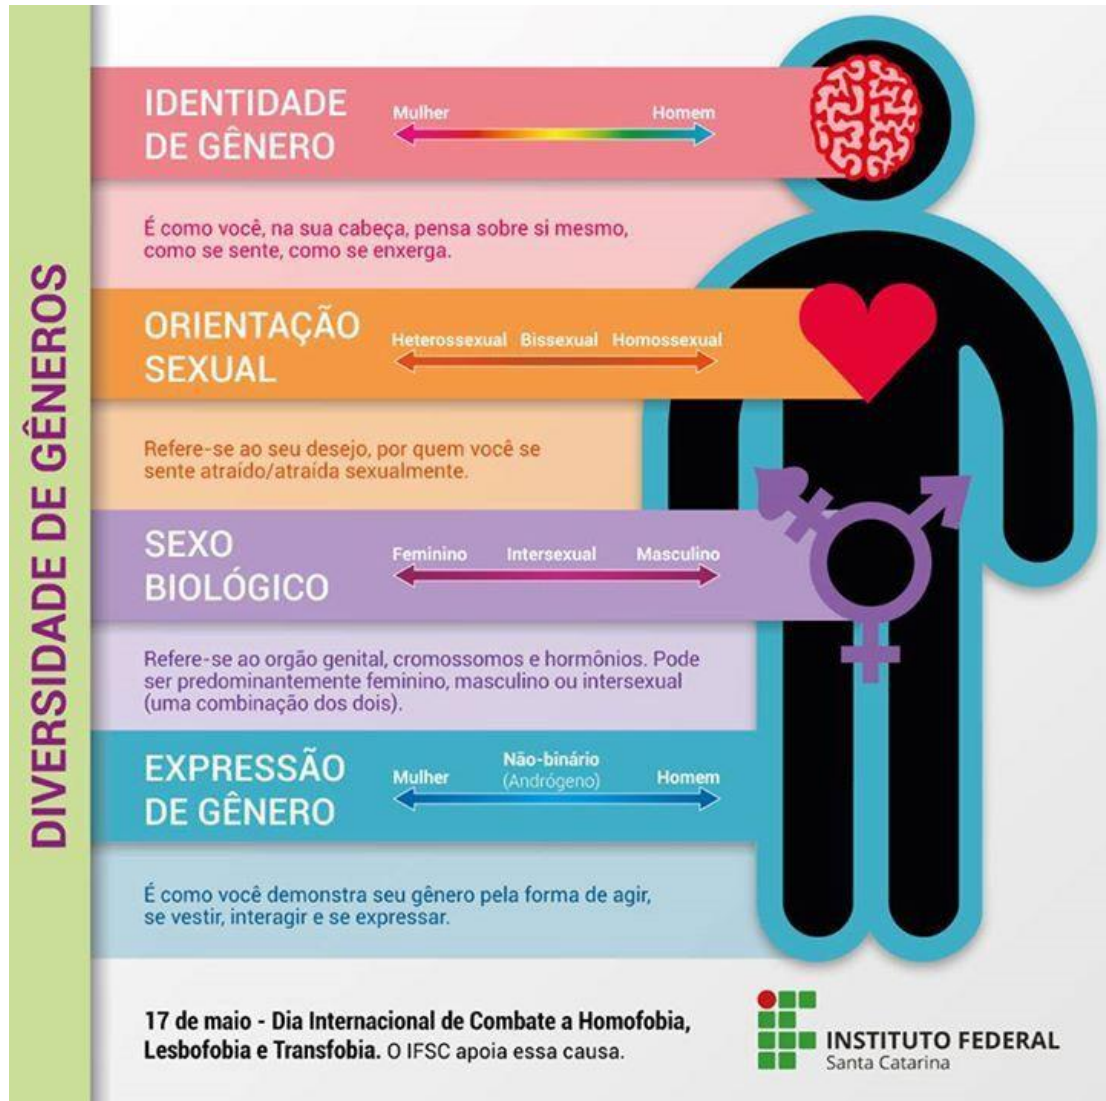 DIVERSIDADE DE GÊNEROS
IDENTIDADE
DE GÊNERO
Mulher Homem
É como você, na sua cabeça, pensa sobre si mesmo,
como se sente, como se enxerga.
ORIENTAÇÃO
SEXUAL
Heterossexual Bissexual Homossexual
Refere-se ao seu desejo, por quem você se
sente atraído/atraída sexualmente.
SEXO
BIOLÓGICO
Feminino Intersexual Masculino
Refere-se ao orgão genital, cromossomos e hormônios. Pode
ser predominantemente feminino, masculino ou intersexual
(uma combinação dos dois).
EXPRESSÃO
DE GÊNERO
Mulher Não-binário (Andrógeno) Homem
É como você demonstra seu gênero pela forma de agir,
se vestir, interagir e se expressar.
17 de maio - Dia Internacional de Combate a Homofobia,
Lesbofobia e Transfobia. O IFSC apoia essa causa.
INSTITUTO FEDERAL
Santa Catarina